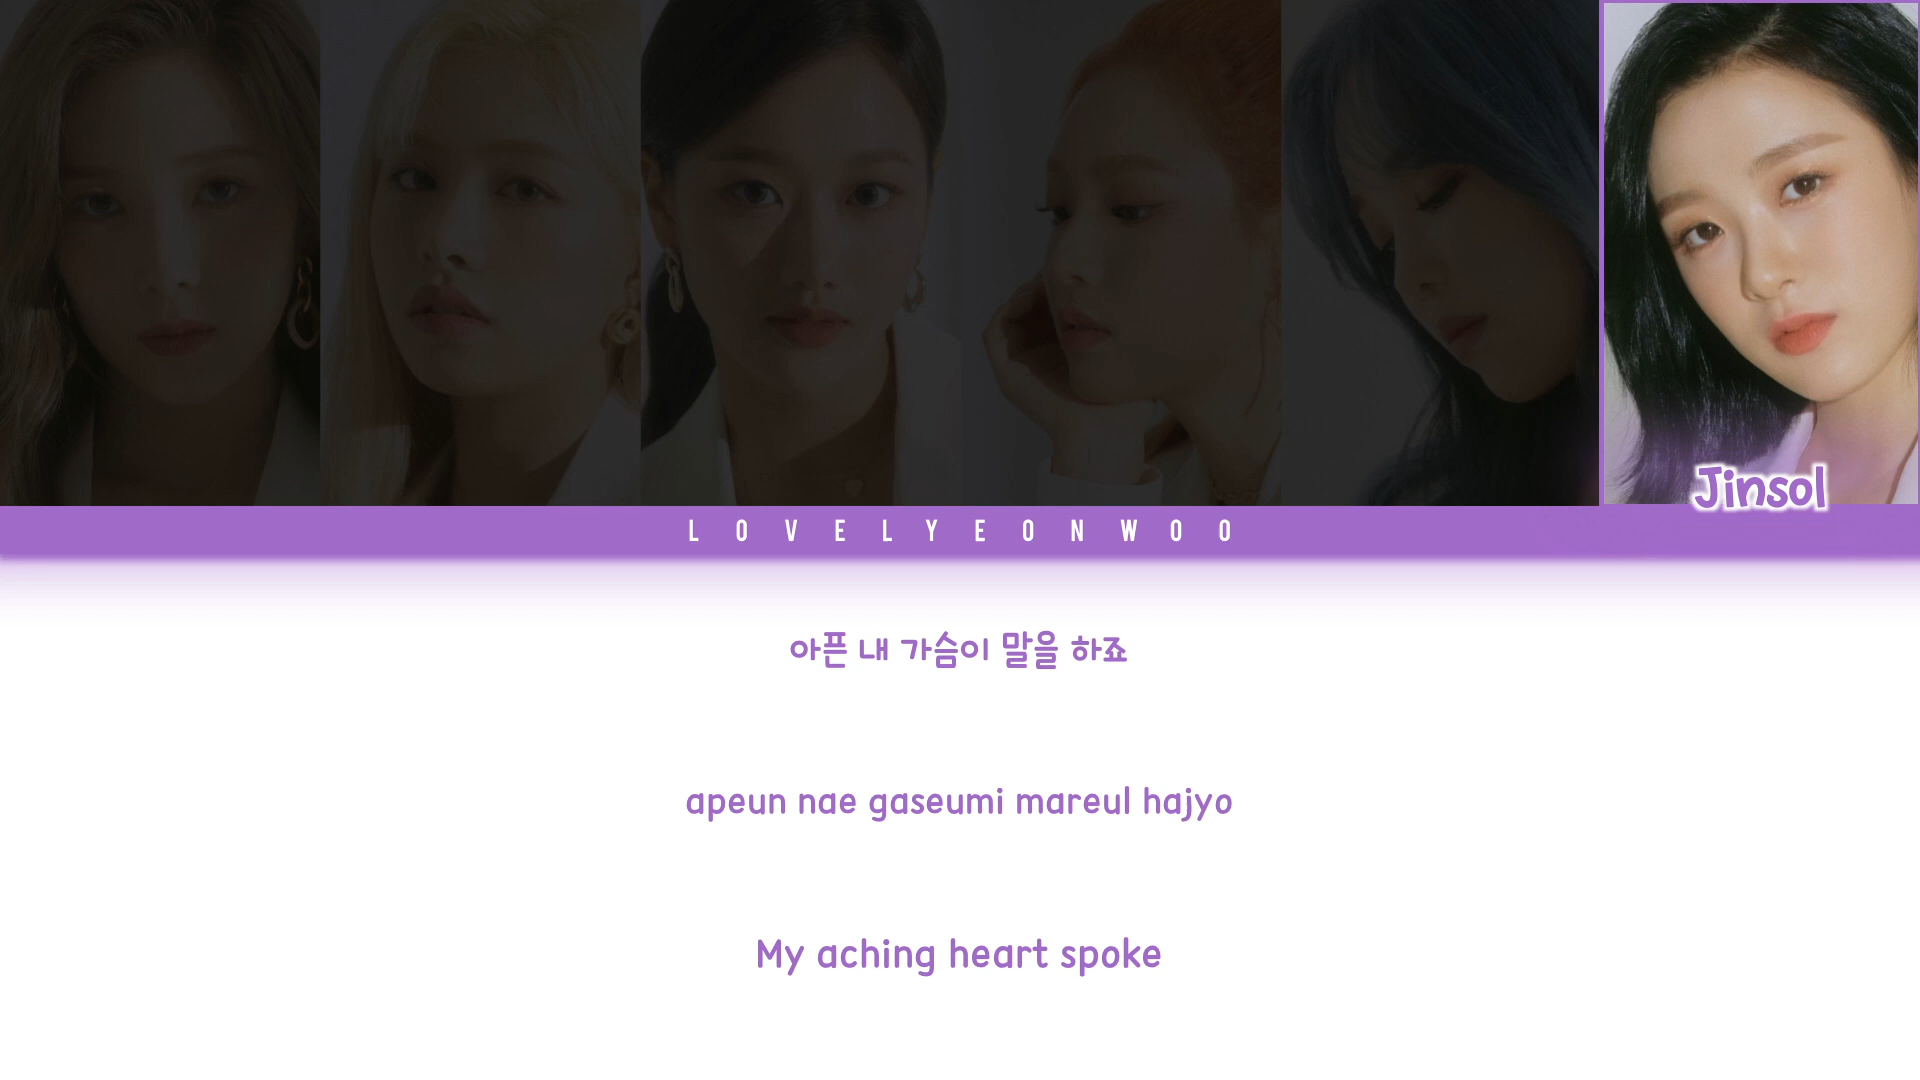 Jinsol
LOVELYEONWOO
아픈 내 가슴이 말을 하죠
apeun nae gaseumi mareul hajyo
My aching heart spoke